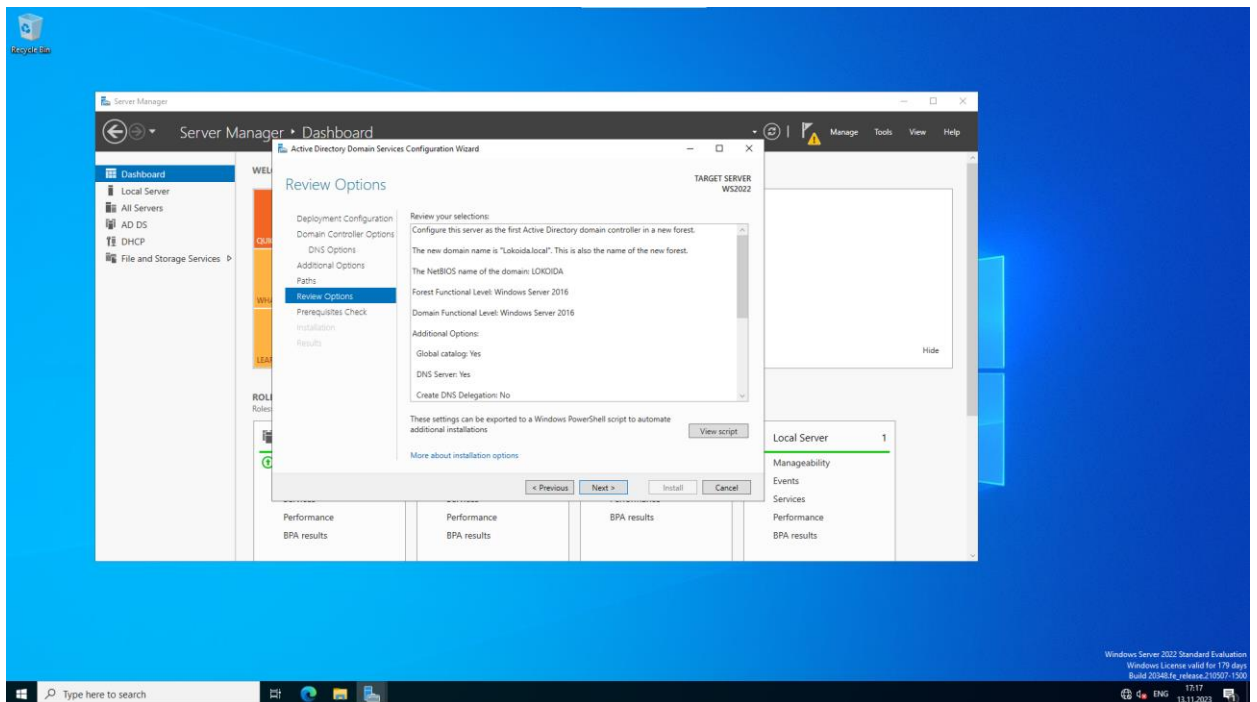 Recycle Bin
Server Manager
Server Manager • Dashboard
Manage Tools View Help
Dashboard
Local Server
All Servers
AD DS
DHCP
File and Storage Services
WEL
QUI
WHA
LEAR
Hide
ROLE
Roles
Active Directory Domain Services Configuration Wizard
Review Options
TARGET SERVER
WS2022
Deployment Configuration
Domain Controller Options
DNS Options
Additional Options
Paths
Review Options
Prerequisites Check
Installation
Results
Review your selections:
Configure this server as the first Active Directory domain controller in a new forest.
The new domain name is "Lokoida.local". This is also the name of the new forest.
The NetBIOS name of the domain: LOKOIDA
Forest Functional Level: Windows Server 2016
Domain Functional Level: Windows Server 2016
Additional Options:
Global catalog: Yes
DNS Server: Yes
Create DNS Delegation: No
These settings can be exported to a Windows PowerShell script to automate
additional installations
View script
More about installation options
< Previous Next > Install Cancel
Performance
BPA results
Performance
BPA results
BPA results
Local Server 1
Manageability
Events
Services
Performance
BPA results
Windows Server 2022 Standard Evaluation
Windows License valid for 179 days
Build 20348.fe_release.210507-1500
Type here to search
ENG
17:17
13.11.2023